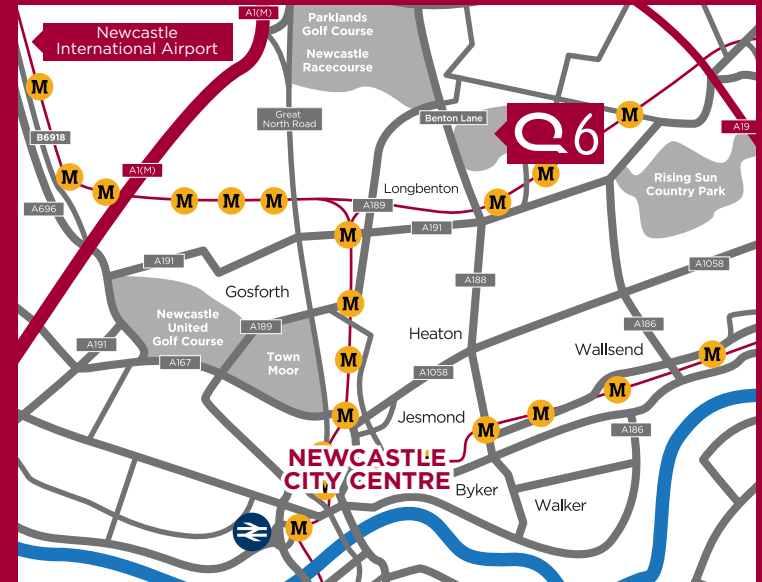 A1(M)
Parklands
Golf Course
Newcastle
Racecourse
Newcastle
International Airport
M
Great
North Road
Benton Lane
Q6
M
A19
B6918
A1(M)
M
M
M
M
M
M
M
Longbenton
Rising Sun
Country Park
A696
A189
M
A191
A191
A188
A1058
Gosforth
M
Newcastle
United
Golf Course
A189
Heaton
A186
Wallsend
A191
A167
Town
Moor
M
A1058
M
M
M
Jesmond
M
M
A186
NEWCASTLE
CITY CENTRE
Byker
Walker
M